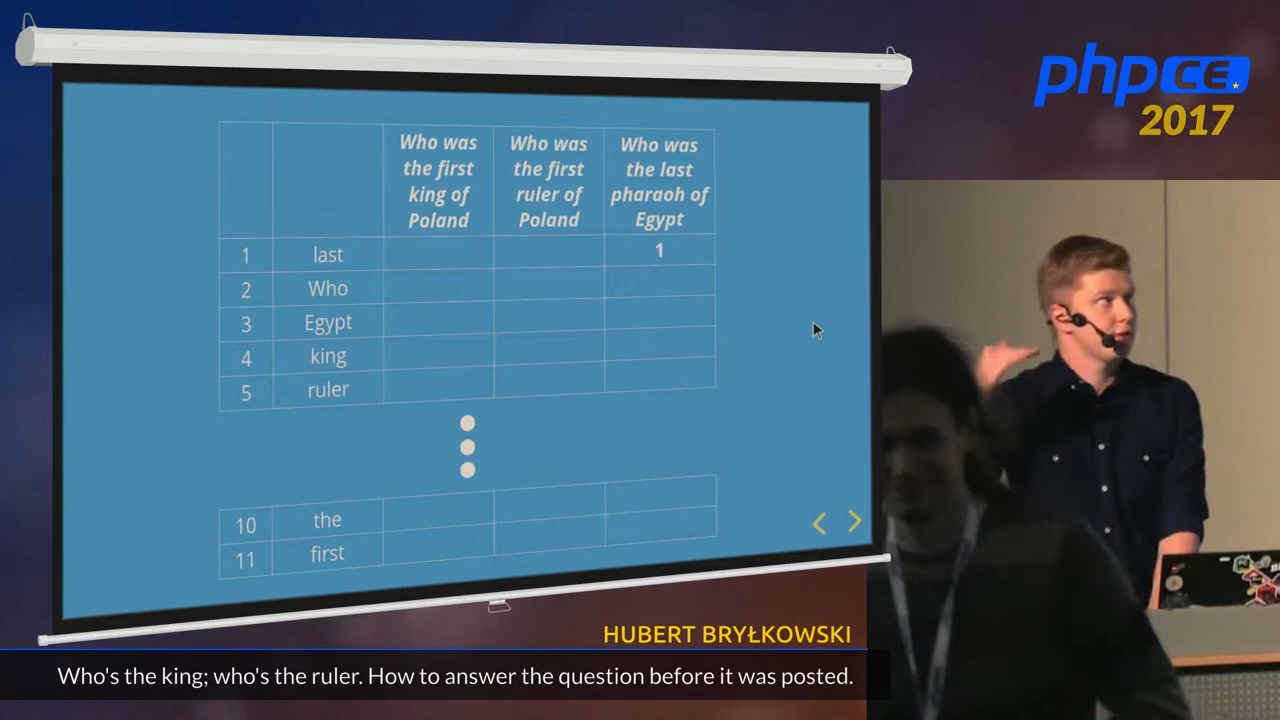 phpCE
2017
Who was the first king of Poland
Who was the first ruler of Poland
Who was the last pharaoh of Egypt
1 last 1
2 Who
3 Egypt
4 king
5 ruler
10 the
11 first
HUBERT BRYŁKOWSKI
Who's the king; who's the ruler. How to answer the question before it was posted.